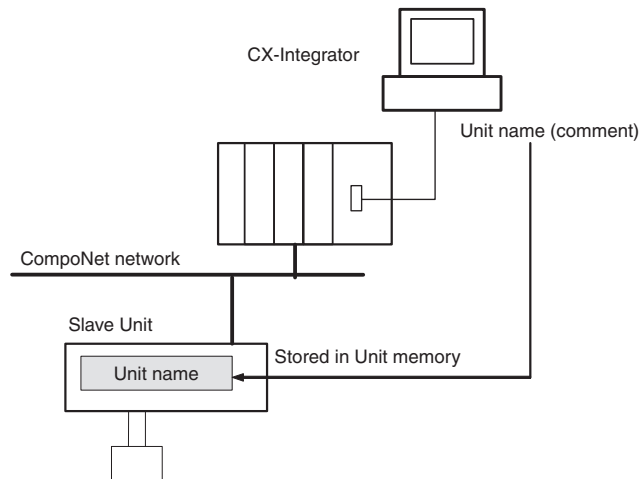 CX-Integrator
Unit name (comment)
CompoNet network
Slave Unit
Stored in Unit memory
Unit name